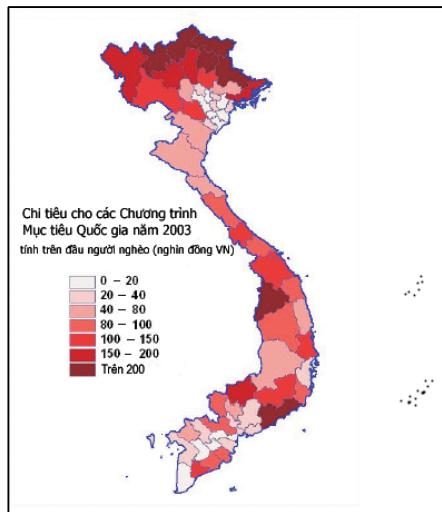 Chi tiêu cho các Chương trình
Mục tiêu Quốc gia năm 2003
tính trên đầu người nghèo (nghìn đồng VN)
0 – 20
20 – 40
40 – 80
80 – 100
100 – 150
150 – 200
Trên 200